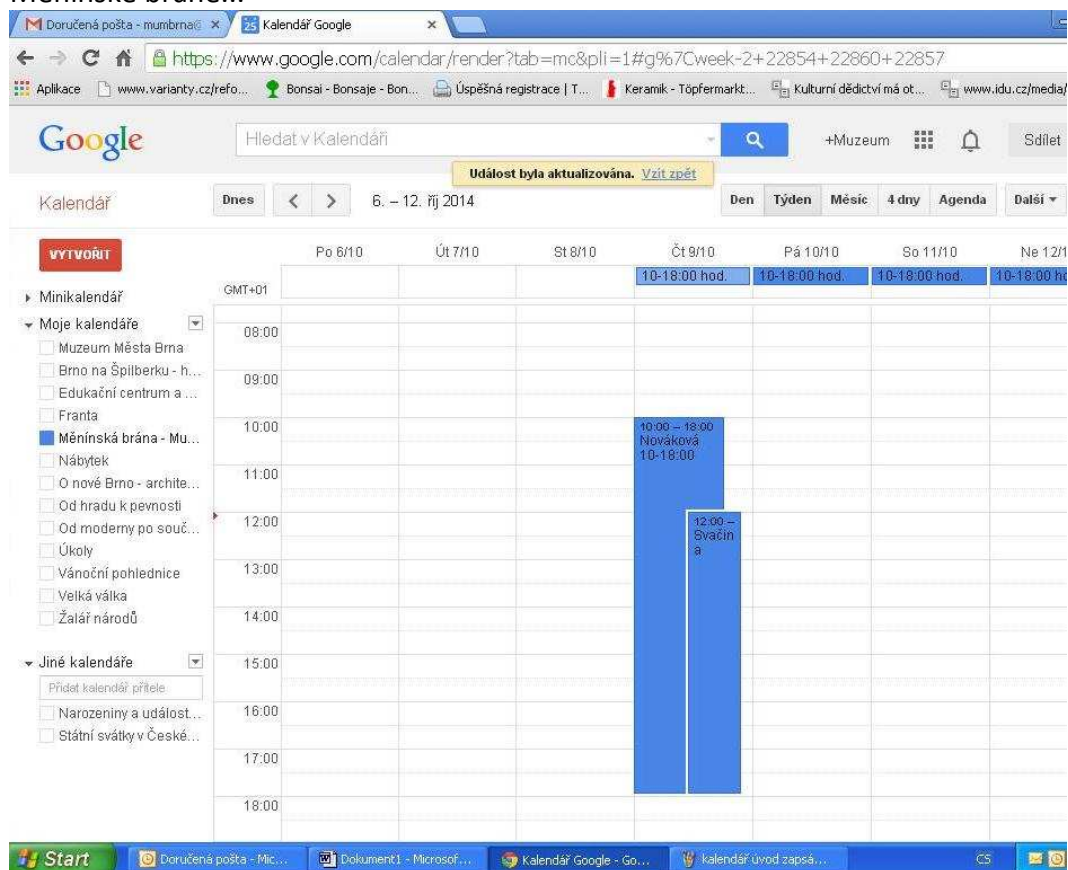 Měnínské bráně...
Doručená pošta - mumbrna@
25 Kalendář Google
https://www.google.com/calendar/render?tab=mc&pli=1#g%7Cweek-2+22854+22860+22857
Aplikace www.varianty.cz/refo... Bonsai - Bonsaje - Bon... Úspěšná registrace | T... Keramik - Töpfermarkt... Kulturní dědictví má ot... www.idu.cz/media/
Google Hledat v Kalendáři +Muzeum Sdílet
Událost byla aktualizována. Vzít zpět
Kalendář Dnes 6. – 12. říj 2014 Den Týden Měsíc 4 dny Agenda Další
VYTVOŘIT
Po 6/10 Út 7/10 St 8/10 Čt 9/10 Pá 10/10 So 11/10 Ne 12/1
GMT+01 10-18:00 hod. 10-18:00 hod. 10-18:00 hod. 10-18:00 ho
Minikalendář
Moje kalendáře
Muzeum Města Brna
Brno na Špilberku - h...
Edukační centrum a ...
Franta
Měnínská brána - Mu...
Nábytek
O nové Brno - archite...
Od hradu k pevnosti
Od moderny po souč...
Úkoly
Vánoční pohlednice
Velká válka
Žalář národů
Jiné kalendáře
Přidat kalendář přítele
Narozeniny a událost...
Státní svátky v České...
08:00
09:00
10:00
11:00
12:00
13:00
14:00
15:00
16:00
17:00
18:00
10:00 – 18:00
Nováková
10-18:00
12:00 –
Svačin
a
Start Doručená pošta - Mic... Dokument1 - Microsof... Kalendář Google - Go... kalendář úvod zapsá... CS